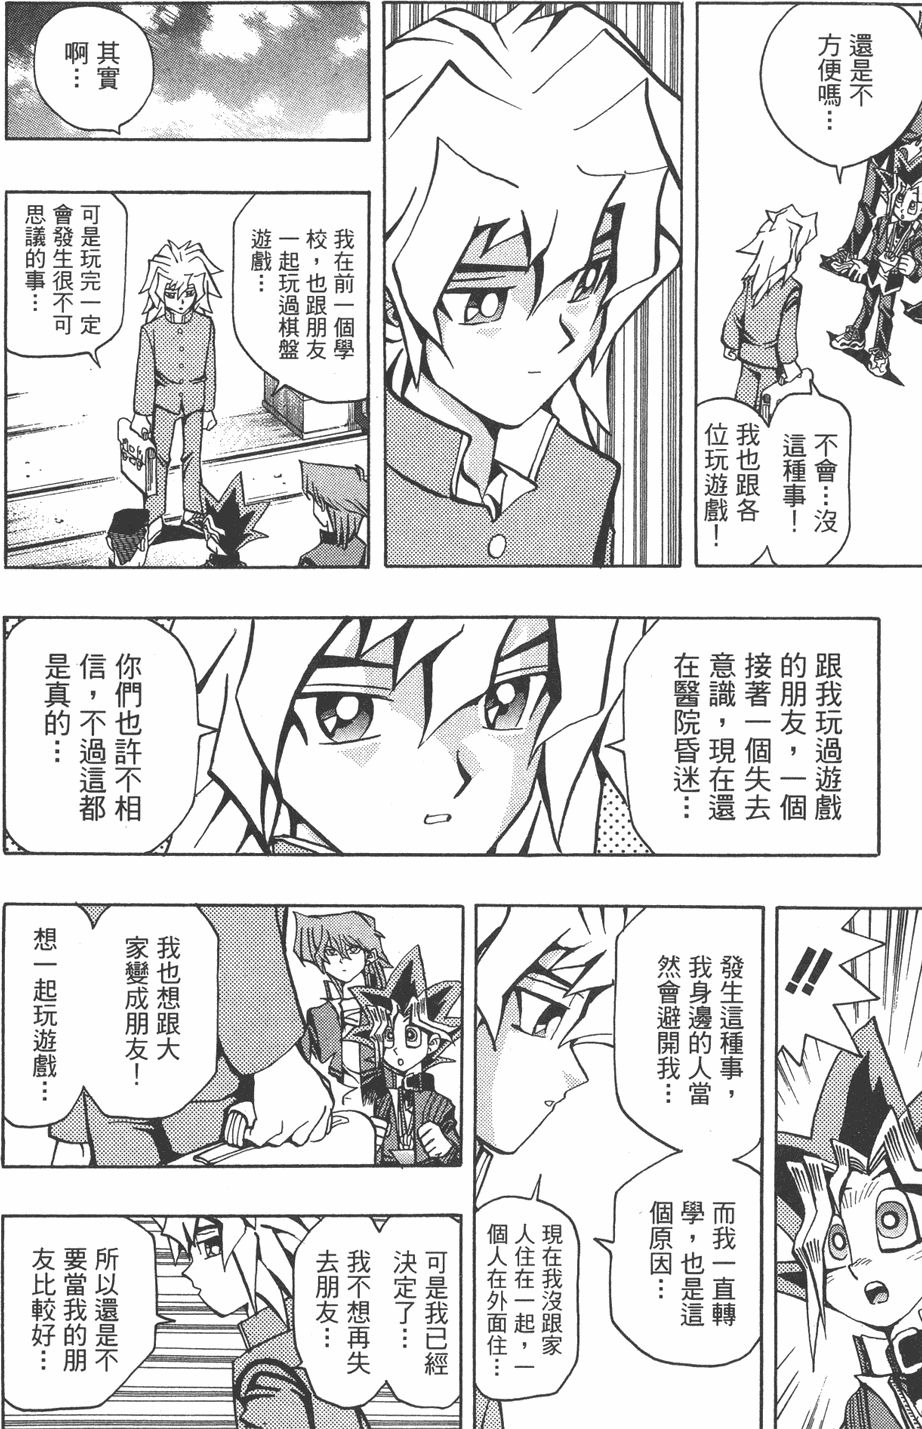 還是不
方便嗎…
不會…沒
這種事！
我也跟各
位玩遊戲！
其實
啊…
我在前一個學
校，也跟朋友
一起玩過棋盤
遊戲…
可是玩完一定
會發生很不可
思議的事…
跟我玩過遊戲
的朋友，一個
接著一個失去
意識，現在還
在醫院昏迷…
你們也許不相
信，不過這都
是真的…
!!
發生這種事，
我身邊的人當
然會避開我…
而我一直轉
學，也是這
個原因…
現在我沒跟家
人住在一起，一
個人在外面住…
我也想跟大
家變成朋友！
想一起玩遊戲…
可是我已經
決定了…
我不想再失
去朋友…
所以還是不
要當我的朋
友比較好…